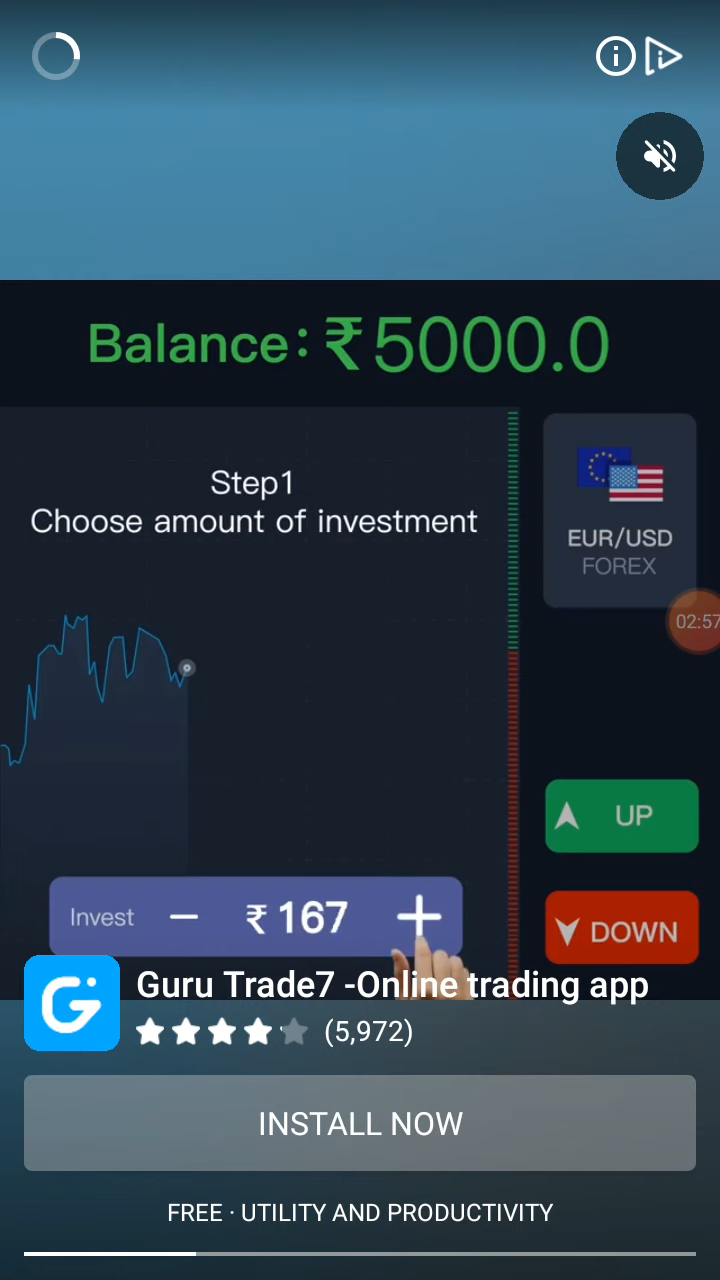 Balance: ₹5000.0
Step1
Choose amount of investment
EUR/USD
FOREX
02:57
UP
Invest − ₹167 +
DOWN
Guru Trade7 -Online trading app
(5,972)
INSTALL NOW
FREE · UTILITY AND PRODUCTIVITY